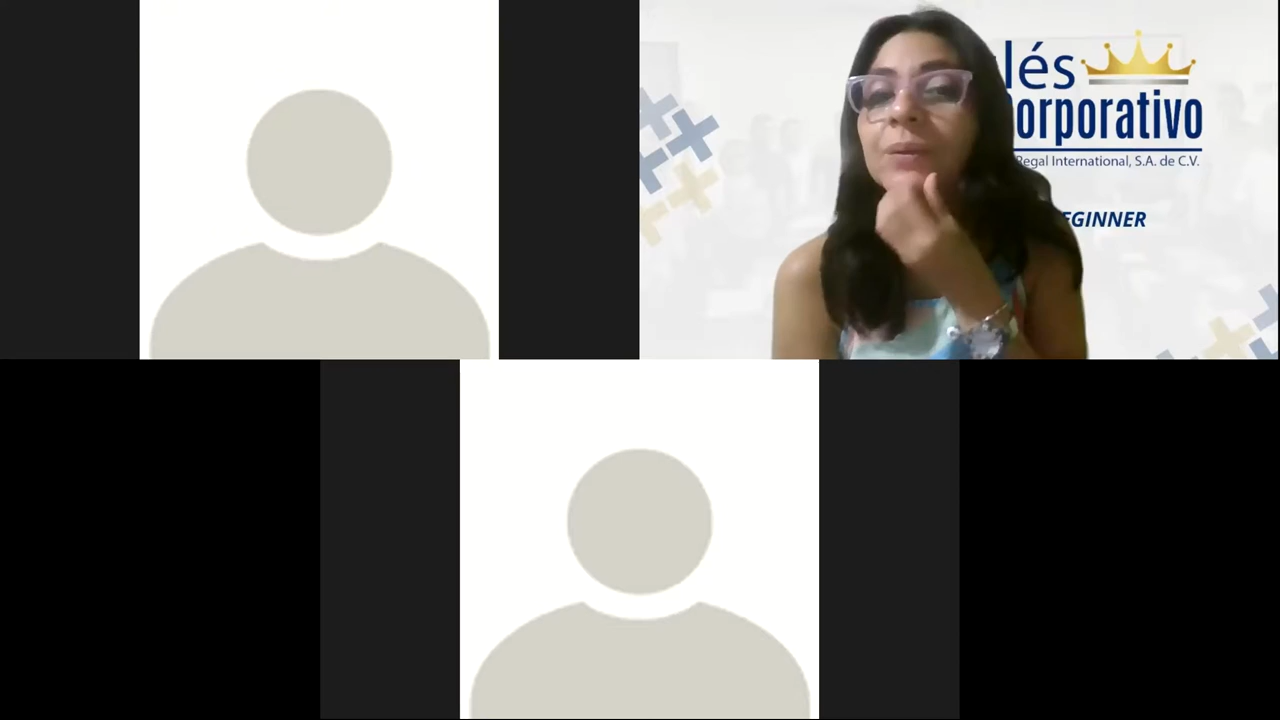 lés
orporativo
Regal International, S.A. de C.V.
EGINNER